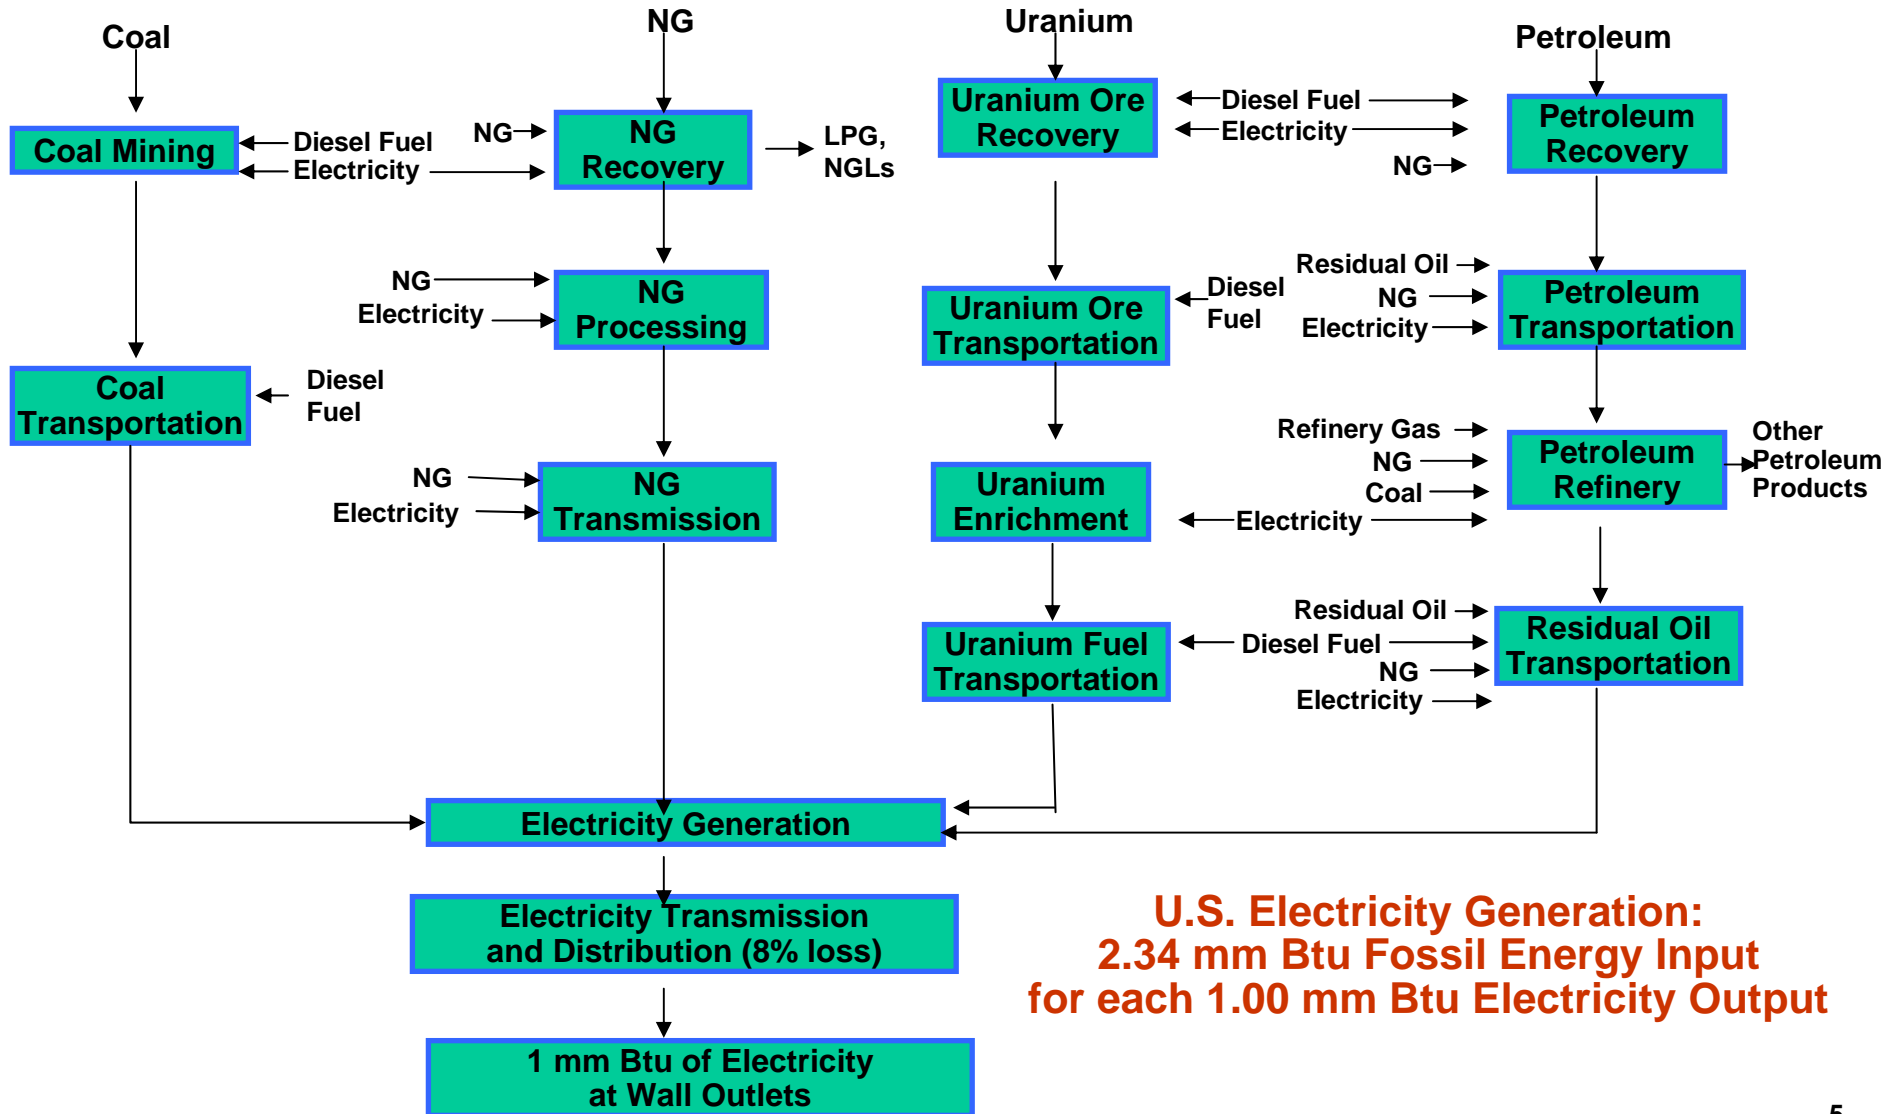 Coal
NG
Uranium
Petroleum
Coal Mining
Diesel Fuel
Electricity
NG
NG
Recovery
LPG,
NGLs
Uranium Ore
Recovery
Diesel Fuel
Electricity
NG
Petroleum
Recovery
NG
Electricity
NG
Processing
Uranium Ore
Transportation
Diesel
Fuel
Residual Oil
NG
Electricity
Petroleum
Transportation
Coal
Transportation
Diesel
Fuel
NG
Electricity
NG
Transmission
Uranium
Enrichment
Refinery Gas
NG
Coal
Electricity
Petroleum
Refinery
Other
Petroleum
Products
Uranium Fuel
Transportation
Residual Oil
Diesel Fuel
NG
Electricity
Residual Oil
Transportation
Electricity Generation
Electricity Transmission
and Distribution (8% loss)
1 mm Btu of Electricity
at Wall Outlets
U.S. Electricity Generation:
2.34 mm Btu Fossil Energy Input
for each 1.00 mm Btu Electricity Output
5